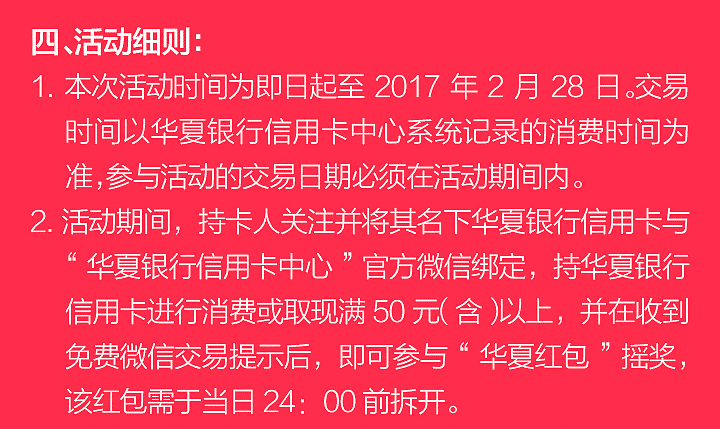 四、活动细则：
1. 本次活动时间为即日起至 2017 年 2 月 28 日。交易
时间以华夏银行信用卡中心系统记录的消费时间为
准，参与活动的交易日期必须在活动期间内。
2. 活动期间，持卡人关注并将其名下华夏银行信用卡与
“ 华夏银行信用卡中心 ” 官方微信绑定，持华夏银行
信用卡进行消费或取现满 50 元( 含 )以上，并在收到
免费微信交易提示后，即可参与 “ 华夏红包 ” 摇奖，
该红包需于当日 24：00 前拆开。